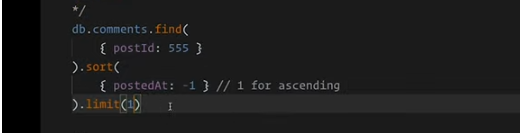 */
db.comments.find(
{ postId: 555 }
).sort(
{ postedAt: -1 } // 1 for ascending
).limit(1)